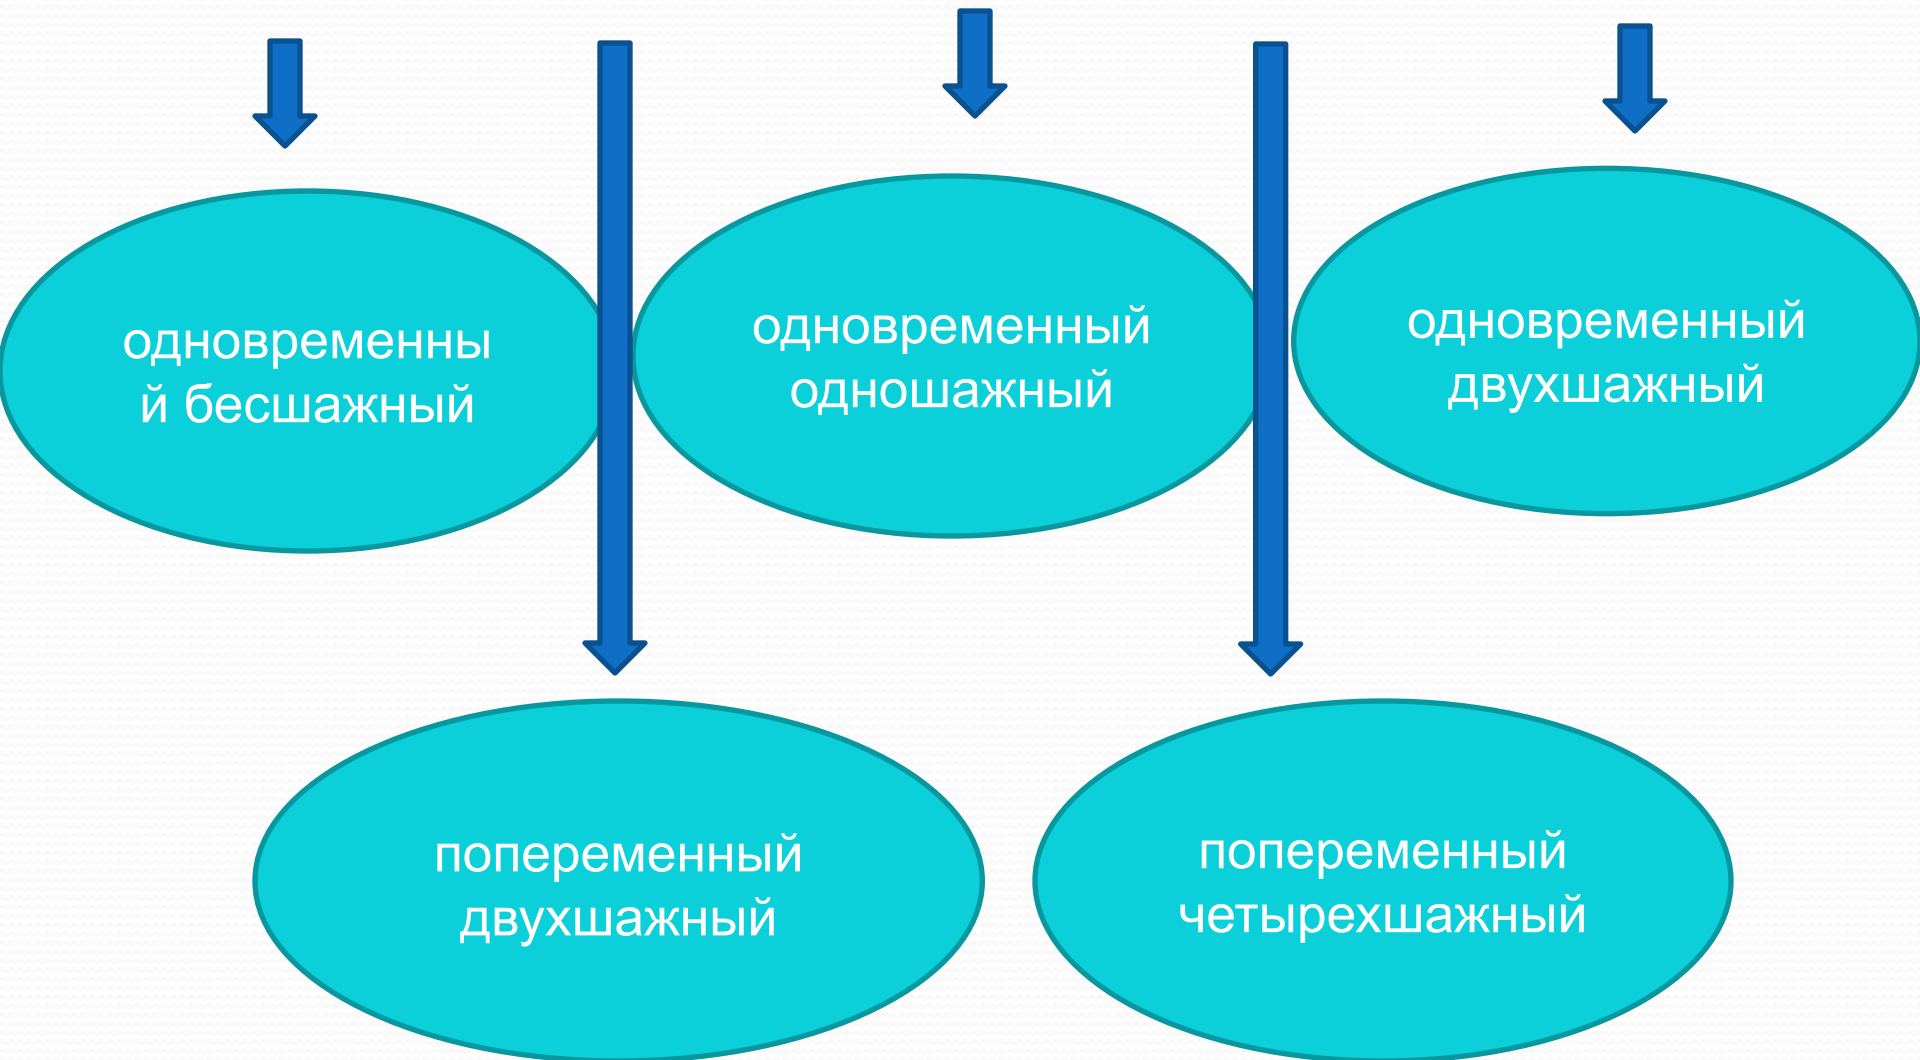 одновременны
й бесшажный
одновременный
одношажный
одновременный
двухшажный
попеременный
двухшажный
попеременный
четырехшажный